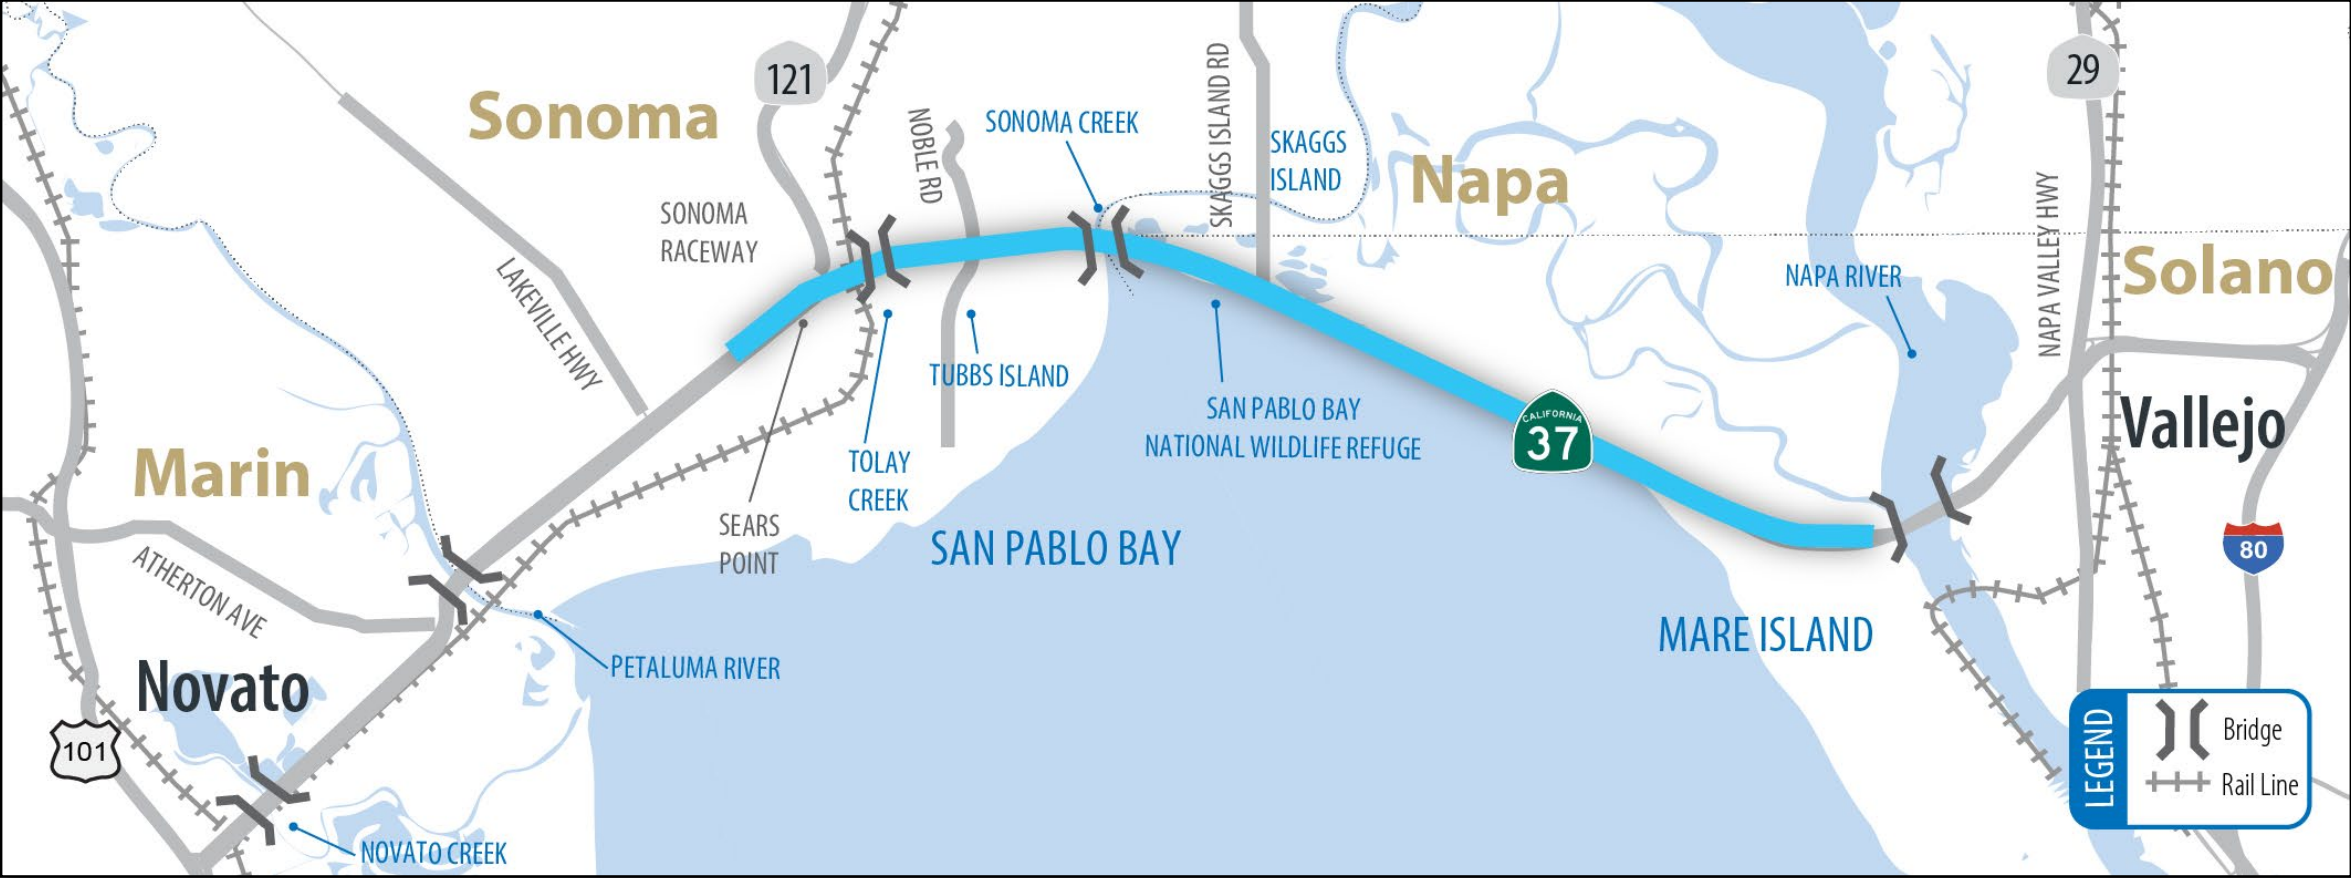 121
29
Sonoma
NOBLE RD
SONOMA CREEK
SKAGGS ISLAND RD
SKAGGS
ISLAND
Napa
SONOMA
RACEWAY
LAKEVILLE HWY
NAPA VALLEY HWY
NAPA RIVER
Solano
TUBBS ISLAND
SAN PABLO BAY
NATIONAL WILDLIFE REFUGE
CALIFORNIA
37
Vallejo
Marin
TOLAY
CREEK
SEARS
POINT
SAN PABLO BAY
80
ATHERTON AVE
MARE ISLAND
PETALUMA RIVER
Novato
101
NOVATO CREEK
LEGEND
Bridge
Rail Line